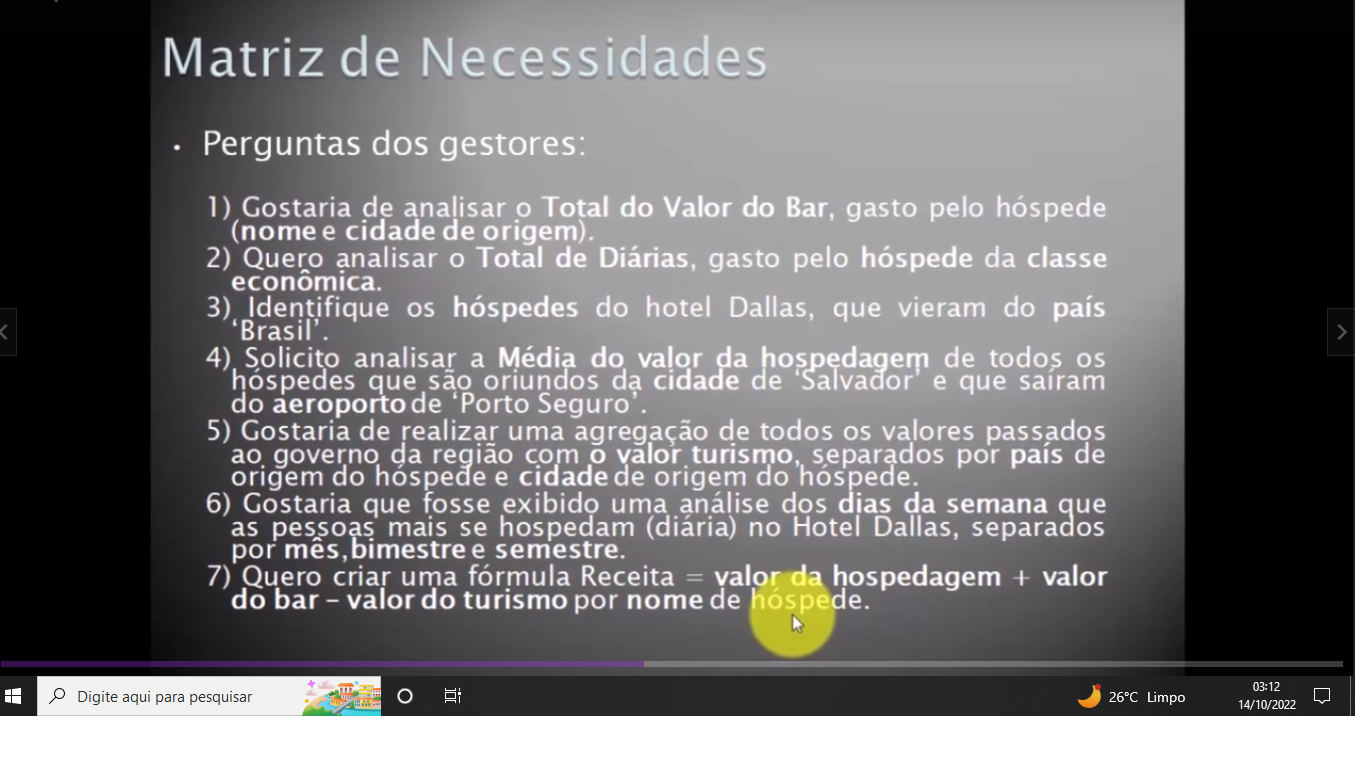 Matriz de Necessidades
• Perguntas dos gestores:
1) Gostaria de analisar o Total do Valor do Bar, gasto pelo hóspede
(nome e cidade de origem).
2) Quero analisar o Total de Diárias, gasto pelo hóspede da classe
econômica.
3) Identifique os hóspedes do hotel Dallas, que vieram do país
‘Brasil’.
4) Solicito analisar a Média do valor da hospedagem de todos os
hóspedes que são oriundos da cidade de ‘Salvador’ e que saíram
do aeroporto de ‘Porto Seguro’.
5) Gostaria de realizar uma agregação de todos os valores passados
ao governo da região com o valor turismo, separados por país de
origem do hóspede e cidade de origem do hóspede.
6) Gostaria que fosse exibido uma análise dos dias da semana que
as pessoas mais se hospedam (diária) no Hotel Dallas, separados
por mês, bimestre e semestre.
7) Quero criar uma fórmula Receita = valor da hospedagem + valor
do bar – valor do turismo por nome de hóspede.
Digite aqui para pesquisar
26°C Limpo
03:12
14/10/2022